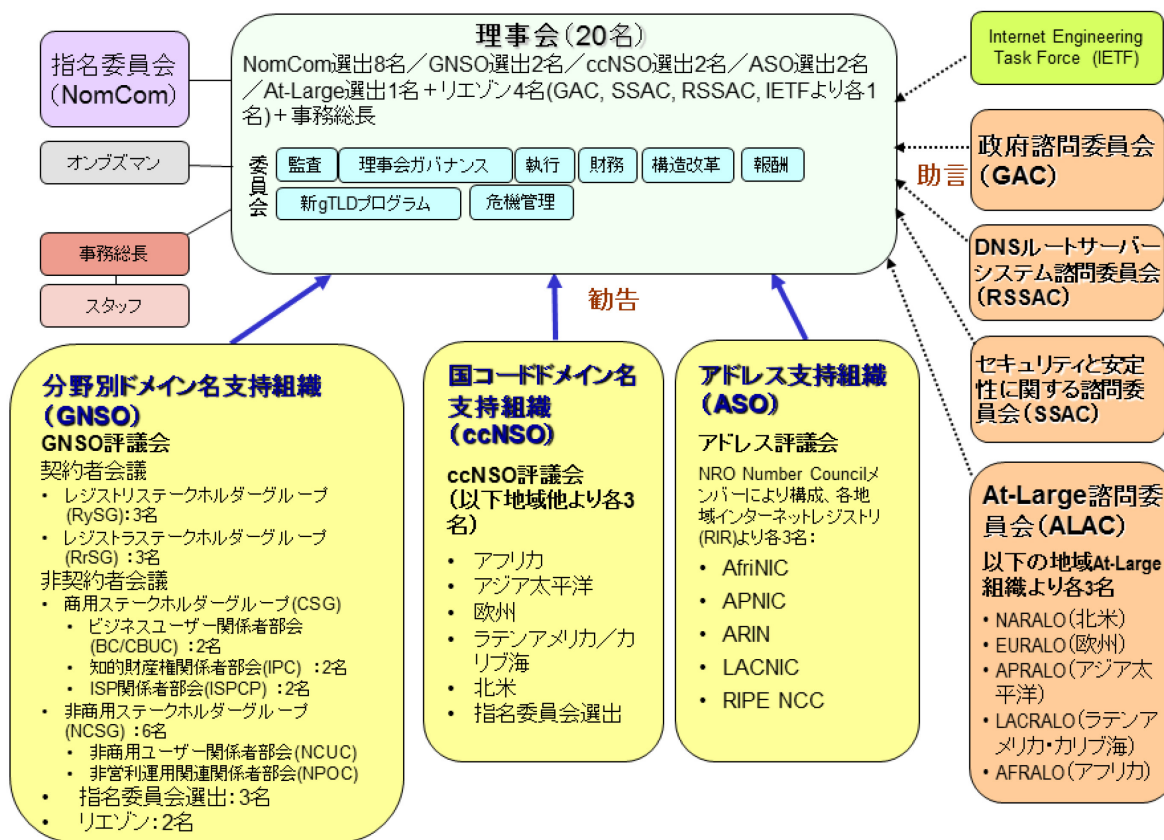 理事会(20名)
NomCom選出8名／GNSO選出2名／ccNSO選出2名／ASO選出2名
／At-Large選出1名＋リエゾン4名(GAC, SSAC, RSSAC, IETFより各1
名)＋事務総長
委員会
監査
理事会ガバナンス
執行
財務
構造改革
報酬
新gTLDプログラム
危機管理
指名委員会
(NomCom)
オンブズマン
事務総長
スタッフ
Internet Engineering
Task Force (IETF)
政府諮問委員会
(GAC)
助言
DNSルートサーバー
システム諮問委員会
(RSSAC)
セキュリティと安定
性に関する諮問委
員会(SSAC)
At-Large諮問委
員会(ALAC)
以下の地域At-Large
組織より各3名
• NARALO(北米)
• EURALO(欧州)
• APRALO(アジア太
平洋)
• LACRALO(ラテンア
メリカ・カリブ海)
• AFRALO(アフリカ)
勧告
分野別ドメイン名支持組織
(GNSO)
GNSO評議会
契約者会議
• レジストリステークホルダーグループ
(RySG):3名
• レジストラステークホルダーグループ
(RrSG) :3名
非契約者会議
• 商用ステークホルダーグループ(CSG)
• ビジネスユーザー関係者部会
(BC/CBUC):2名
• 知的財産権関係者部会(IPC) :2名
• ISP関係者部会(ISPCP) :2名
• 非商用ステークホルダーグループ
(NCSG):6名
• 非商用ユーザー関係者部会(NCUC)
• 非営利運用関連関係者部会(NPOC)
• 指名委員会選出:3名
• リエゾン:2名
国コードドメイン名
支持組織
(ccNSO)
ccNSO評議会
(以下地域他より各3
名)
• アフリカ
• アジア太平洋
• 欧州
• ラテンアメリカ／カ
リブ海
• 北米
• 指名委員会選出
アドレス支持組織
(ASO)
アドレス評議会
NRO Number Councilメ
ンバーにより構成、各地
域インターネットレジストリ
(RIR)より各3名:
• AfriNIC
• APNIC
• ARIN
• LACNIC
• RIPE NCC